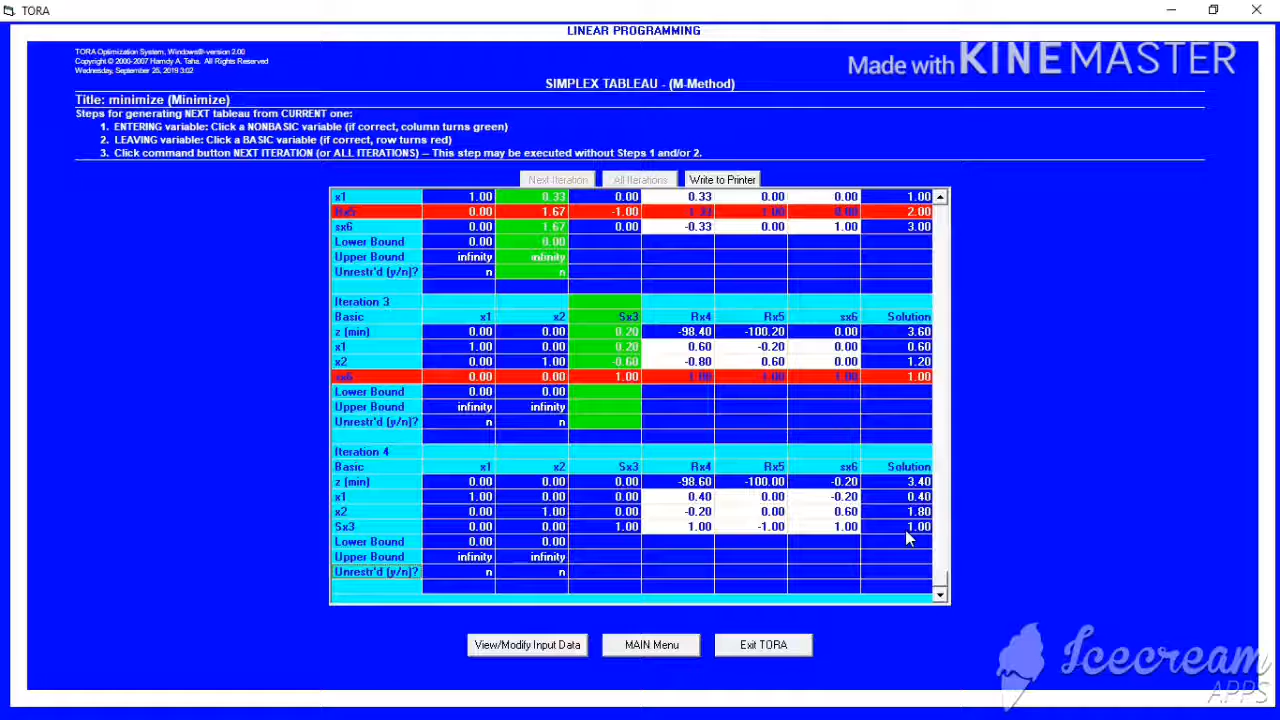 TORA
LINEAR PROGRAMMING
TORA Optimization System, Windows®-version 2.00
Copyright © 2000-2007 Hamdy A. Taha. All Rights Reserved
Wednesday, September 25, 2019 3:02
Made with KINEMASTER
SIMPLEX TABLEAU - (M-Method)
Title: minimize (Minimize)
Steps for generating NEXT tableau from CURRENT one:
1. ENTERING variable: Click a NONBASIC variable (if correct, column turns green)
2. LEAVING variable: Click a BASIC variable (if correct, row turns red)
3. Click command button NEXT ITERATION (or ALL ITERATIONS) -- This step may be executed without Steps 1 and/or 2.
Next Iteration All Iterations Write to Printer
x1 1.00 0.33 0.00 0.33 0.00 0.00 1.00
Rx5 0.00 1.67 -1.00 1.00 0.00 2.00
sx6 0.00 1.67 0.00 -0.33 0.00 1.00 3.00
Lower Bound 0.00 0.00
Upper Bound infinity infinity
Unrestr'd (y/n)? n n
Iteration 3
Basic x1 x2 Sx3 Rx4 Rx5 sx6 Solution
z (min) 0.00 0.00 0.20 -98.40 -100.20 0.00 3.60
x1 1.00 0.00 0.20 0.60 -0.20 0.00 0.60
x2 0.00 1.00 -0.60 -0.80 0.60 0.00 1.20
sx6 0.00 0.00 1.00 1.00 1.00 1.00
Lower Bound 0.00 0.00
Upper Bound infinity infinity
Unrestr'd (y/n)? n n
Iteration 4
Basic x1 x2 Sx3 Rx4 Rx5 sx6 Solution
z (min) 0.00 0.00 0.00 -98.60 -100.00 -0.20 3.40
x1 1.00 0.00 0.00 0.40 0.00 -0.20 0.40
x2 0.00 1.00 0.00 -0.20 0.00 0.60 1.80
Sx3 0.00 0.00 1.00 1.00 -1.00 1.00 1.00
Lower Bound 0.00 0.00
Upper Bound infinity infinity
Unrestr'd (y/n)? n n
View/Modify Input Data MAIN Menu Exit TORA
Icecream
APPS